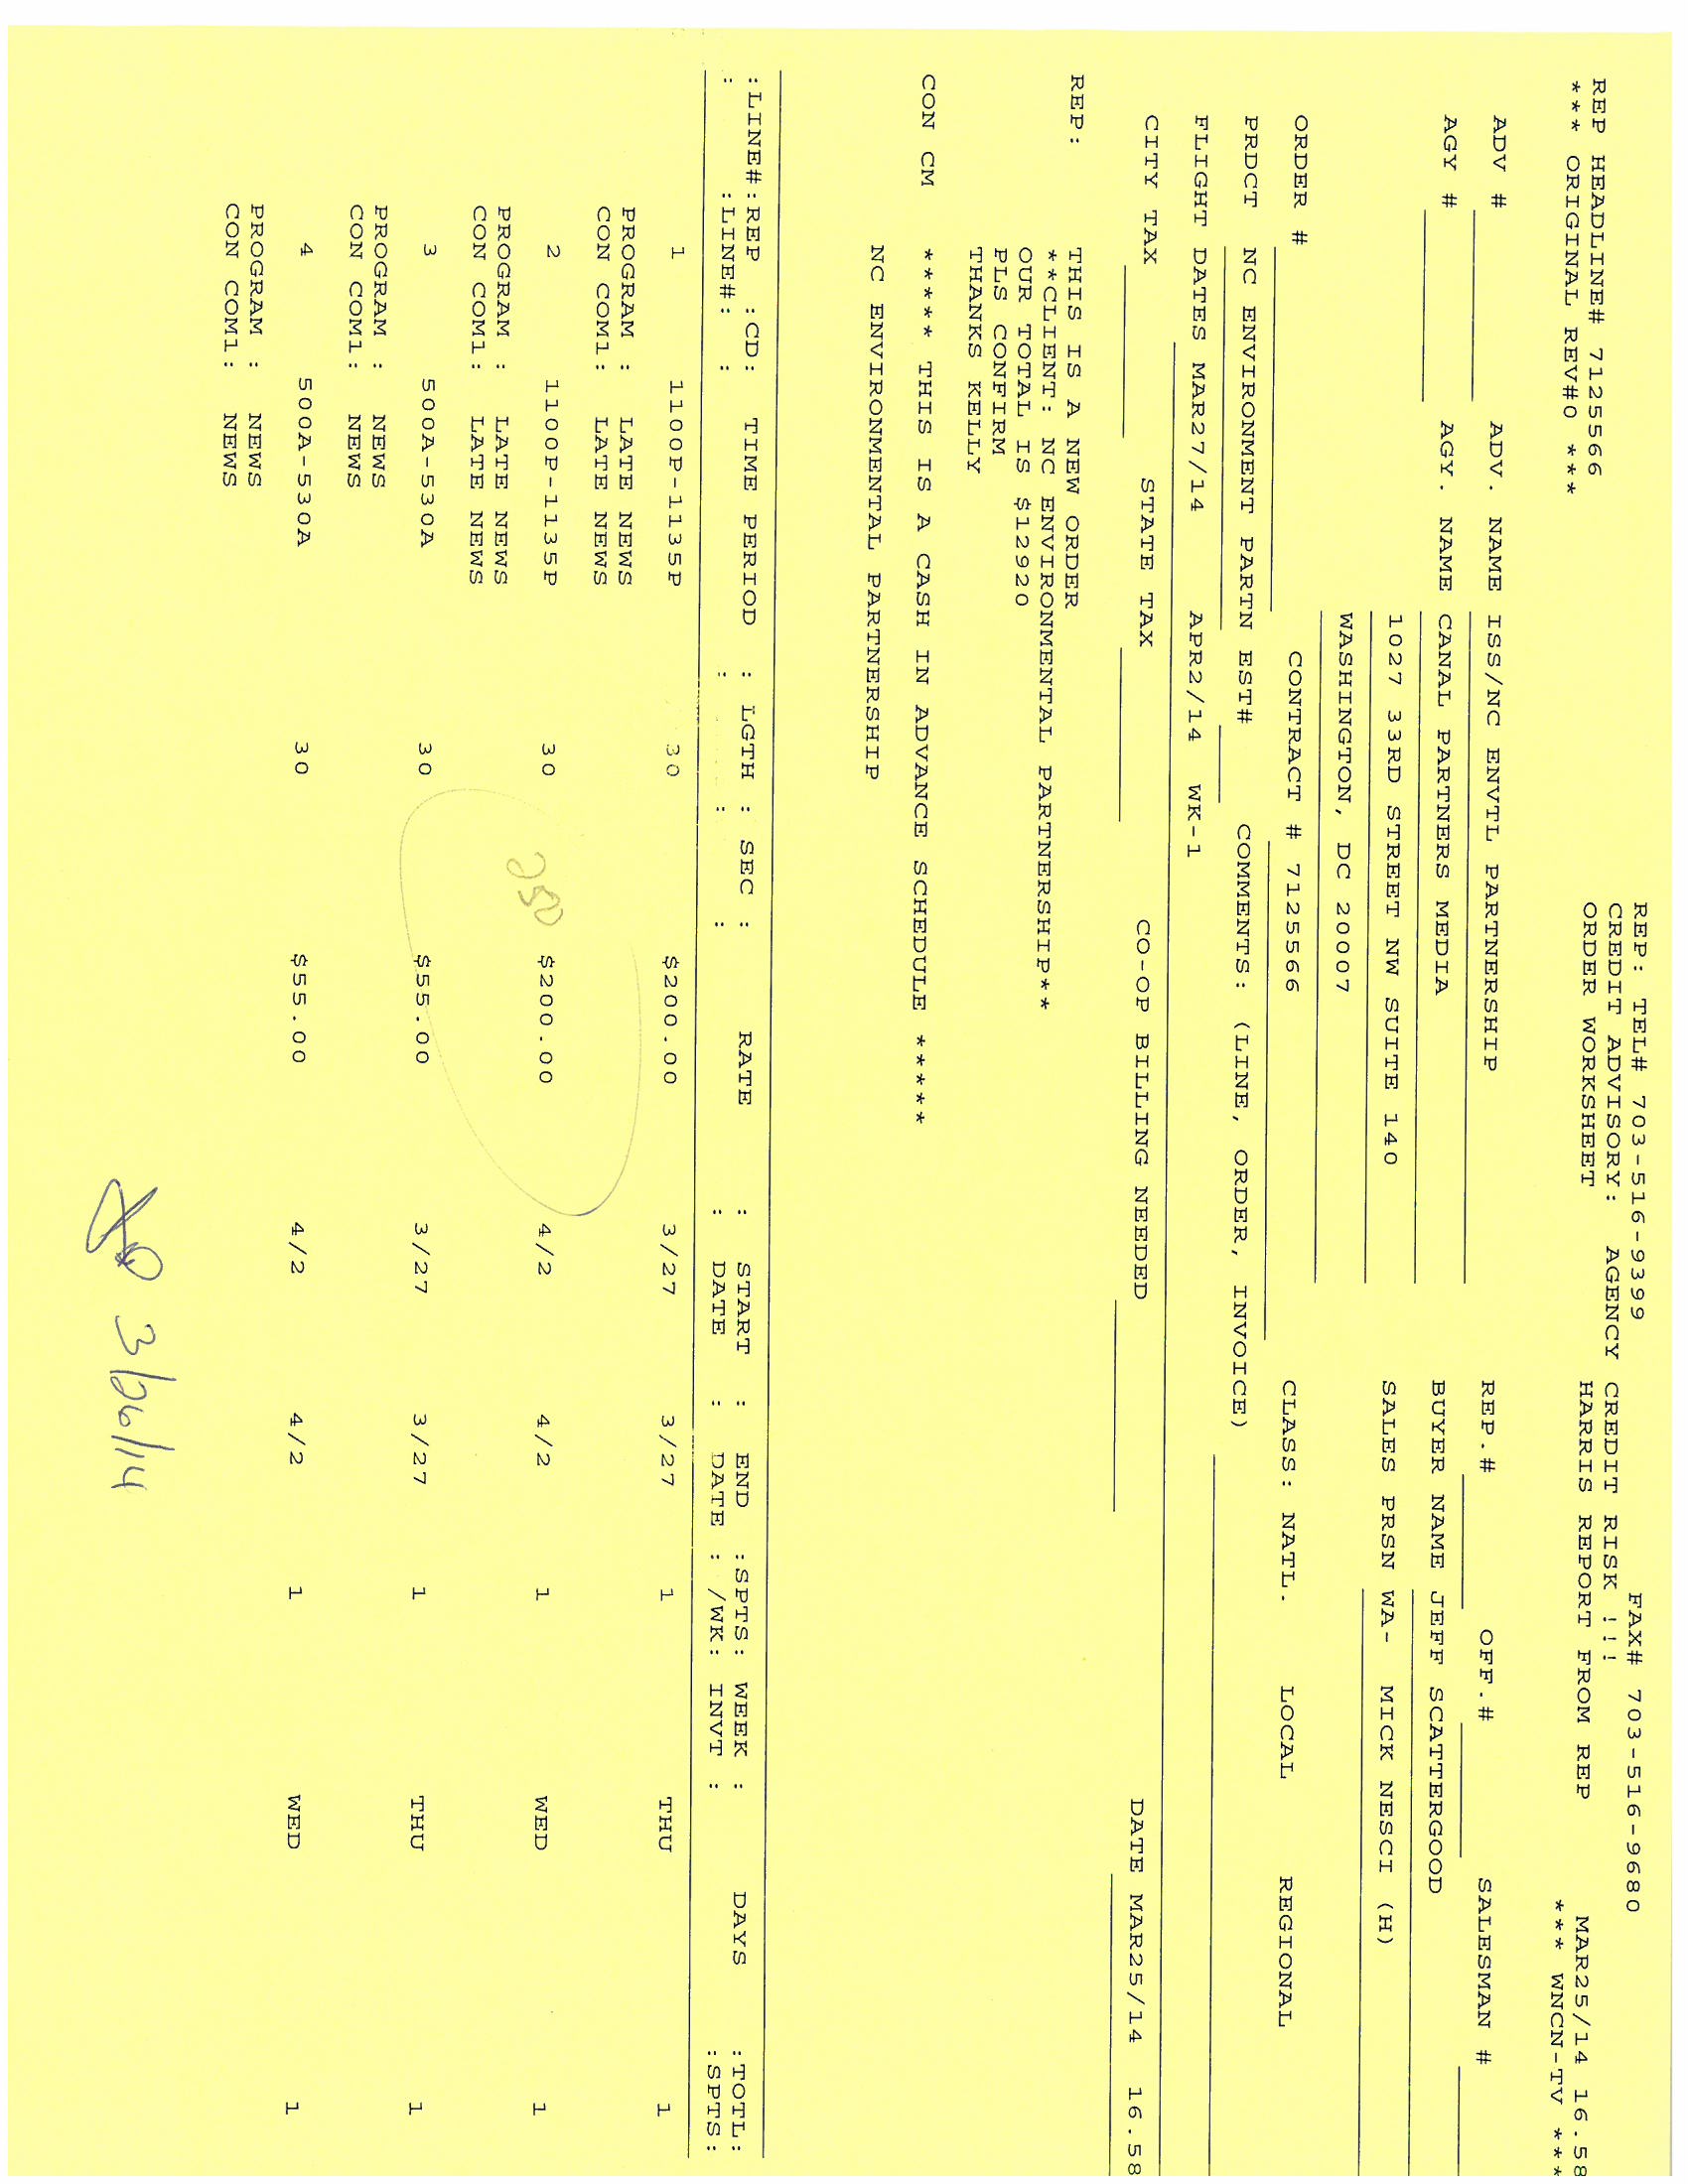 REP: TEL# 703-516-9399 FAX# 703-516-9680
CREDIT ADVISORY: AGENCY CREDIT RISK !!!
REP HEADLINE# 7125566 ORDER WORKSHEET HARRIS REPORT FROM REP MAR25/14 16.58
*** ORIGINAL REV#0 *** *** WNCN-TV ***
ADV # ADV. NAME ISS/NC ENVTL PARTNERSHIP REP.# OFF.# SALESMAN #
AGY # AGY. NAME CANAL PARTNERS MEDIA BUYER NAME JEFF SCATTERGOOD
1027 33RD STREET NW SUITE 140 SALES PRSN WA- MICK NESCI (H)
WASHINGTON, DC 20007
ORDER # CONTRACT # 7125566 CLASS: NATL. LOCAL REGIONAL
PRDCT NC ENVIRONMENT PARTN EST# COMMENTS: (LINE, ORDER, INVOICE)
FLIGHT DATES MAR27/14 APR2/14 WK-1
CITY TAX STATE TAX CO-OP BILLING NEEDED DATE MAR25/14 16.58
REP: THIS IS A NEW ORDER
**CLIENT: NC ENVIRONMENTAL PARTNERSHIP**
OUR TOTAL IS $12920
PLS CONFIRM
THANKS KELLY
CON CM ***** THIS IS A CASH IN ADVANCE SCHEDULE *****
NC ENVIRONMENTAL PARTNERSHIP
:LINE#:REP :CD: TIME PERIOD : LGTH : SEC : RATE : START : END :SPTS: WEEK : DAYS :TOTL:
: :LINE#: : : : : : DATE : DATE : /WK: INVT : :SPTS:
1 1100P-1135P 30 $200.00 3/27 3/27 1 THU 1
PROGRAM : LATE NEWS
CON COM1: LATE NEWS
2 1100P-1135P 30 250 $200.00 4/2 4/2 1 WED 1
PROGRAM : LATE NEWS
CON COM1: LATE NEWS
3 500A-530A 30 $55.00 3/27 3/27 1 THU 1
PROGRAM : NEWS
CON COM1: NEWS
4 500A-530A 30 $55.00 4/2 4/2 1 WED 1
PROGRAM : NEWS
CON COM1: NEWS
3/26/14